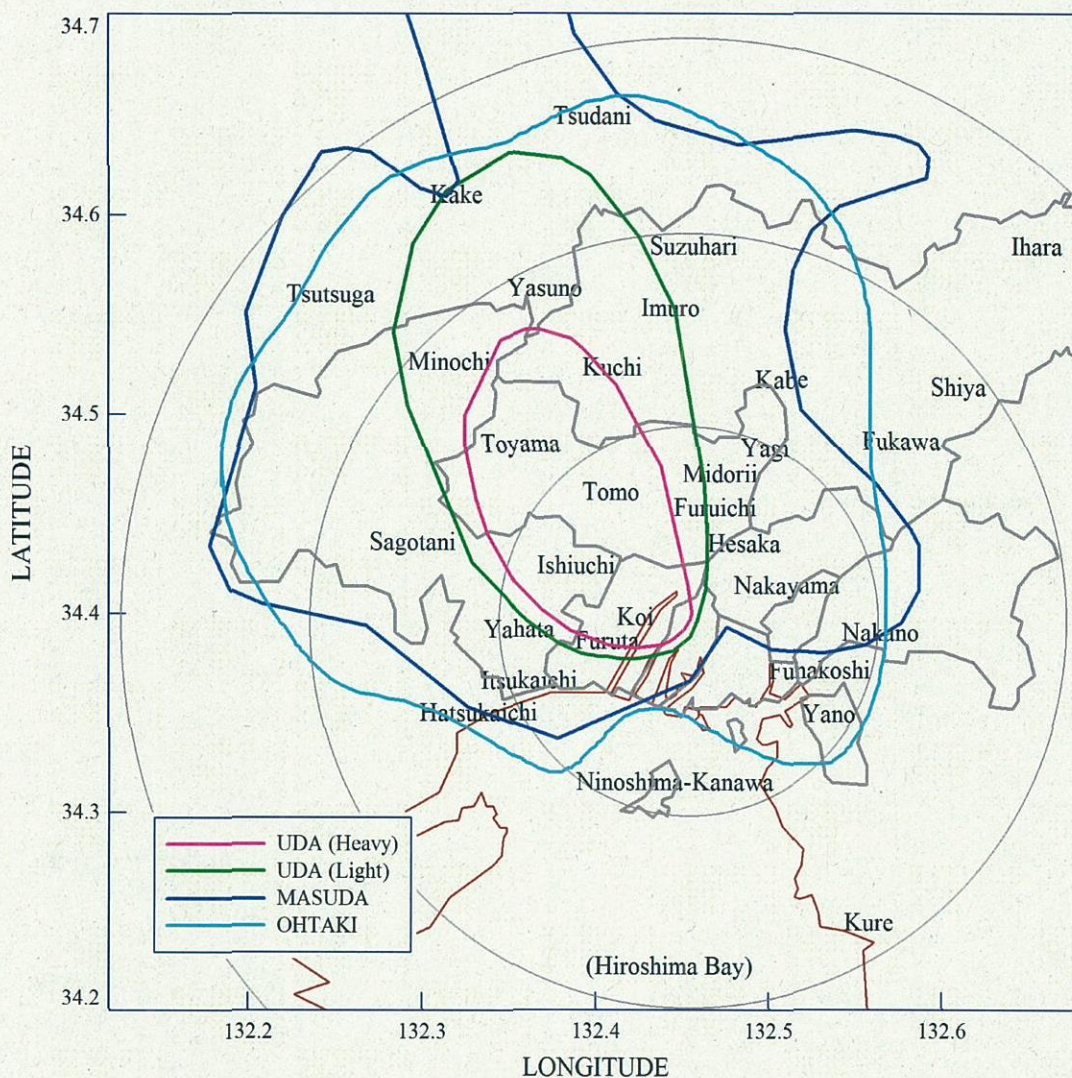 34.7
Tsudani
34.6
Kake
Suzuhari
Ihara
Tsutsuga
Yasuno
Imuro
Minochi
Kuchi
Kabe
Shiya
34.5
Toyama
Yagi
Fukawa
Midorii
Tomo
Furuichi
LATITUDE
Sagotani
Hesaka
Ishiuchi
Nakayama
34.4
Koi
Yahata
Furuta
Nakano
Itsukaichi
Funakoshi
Hatsukaichi
Yano
34.3
Ninoshima-Kanawa
UDA (Heavy)
UDA (Light)
MASUDA
OHTAKI
Kure
(Hiroshima Bay)
34.2
132.2 132.3 132.4 132.5 132.6
LONGITUDE